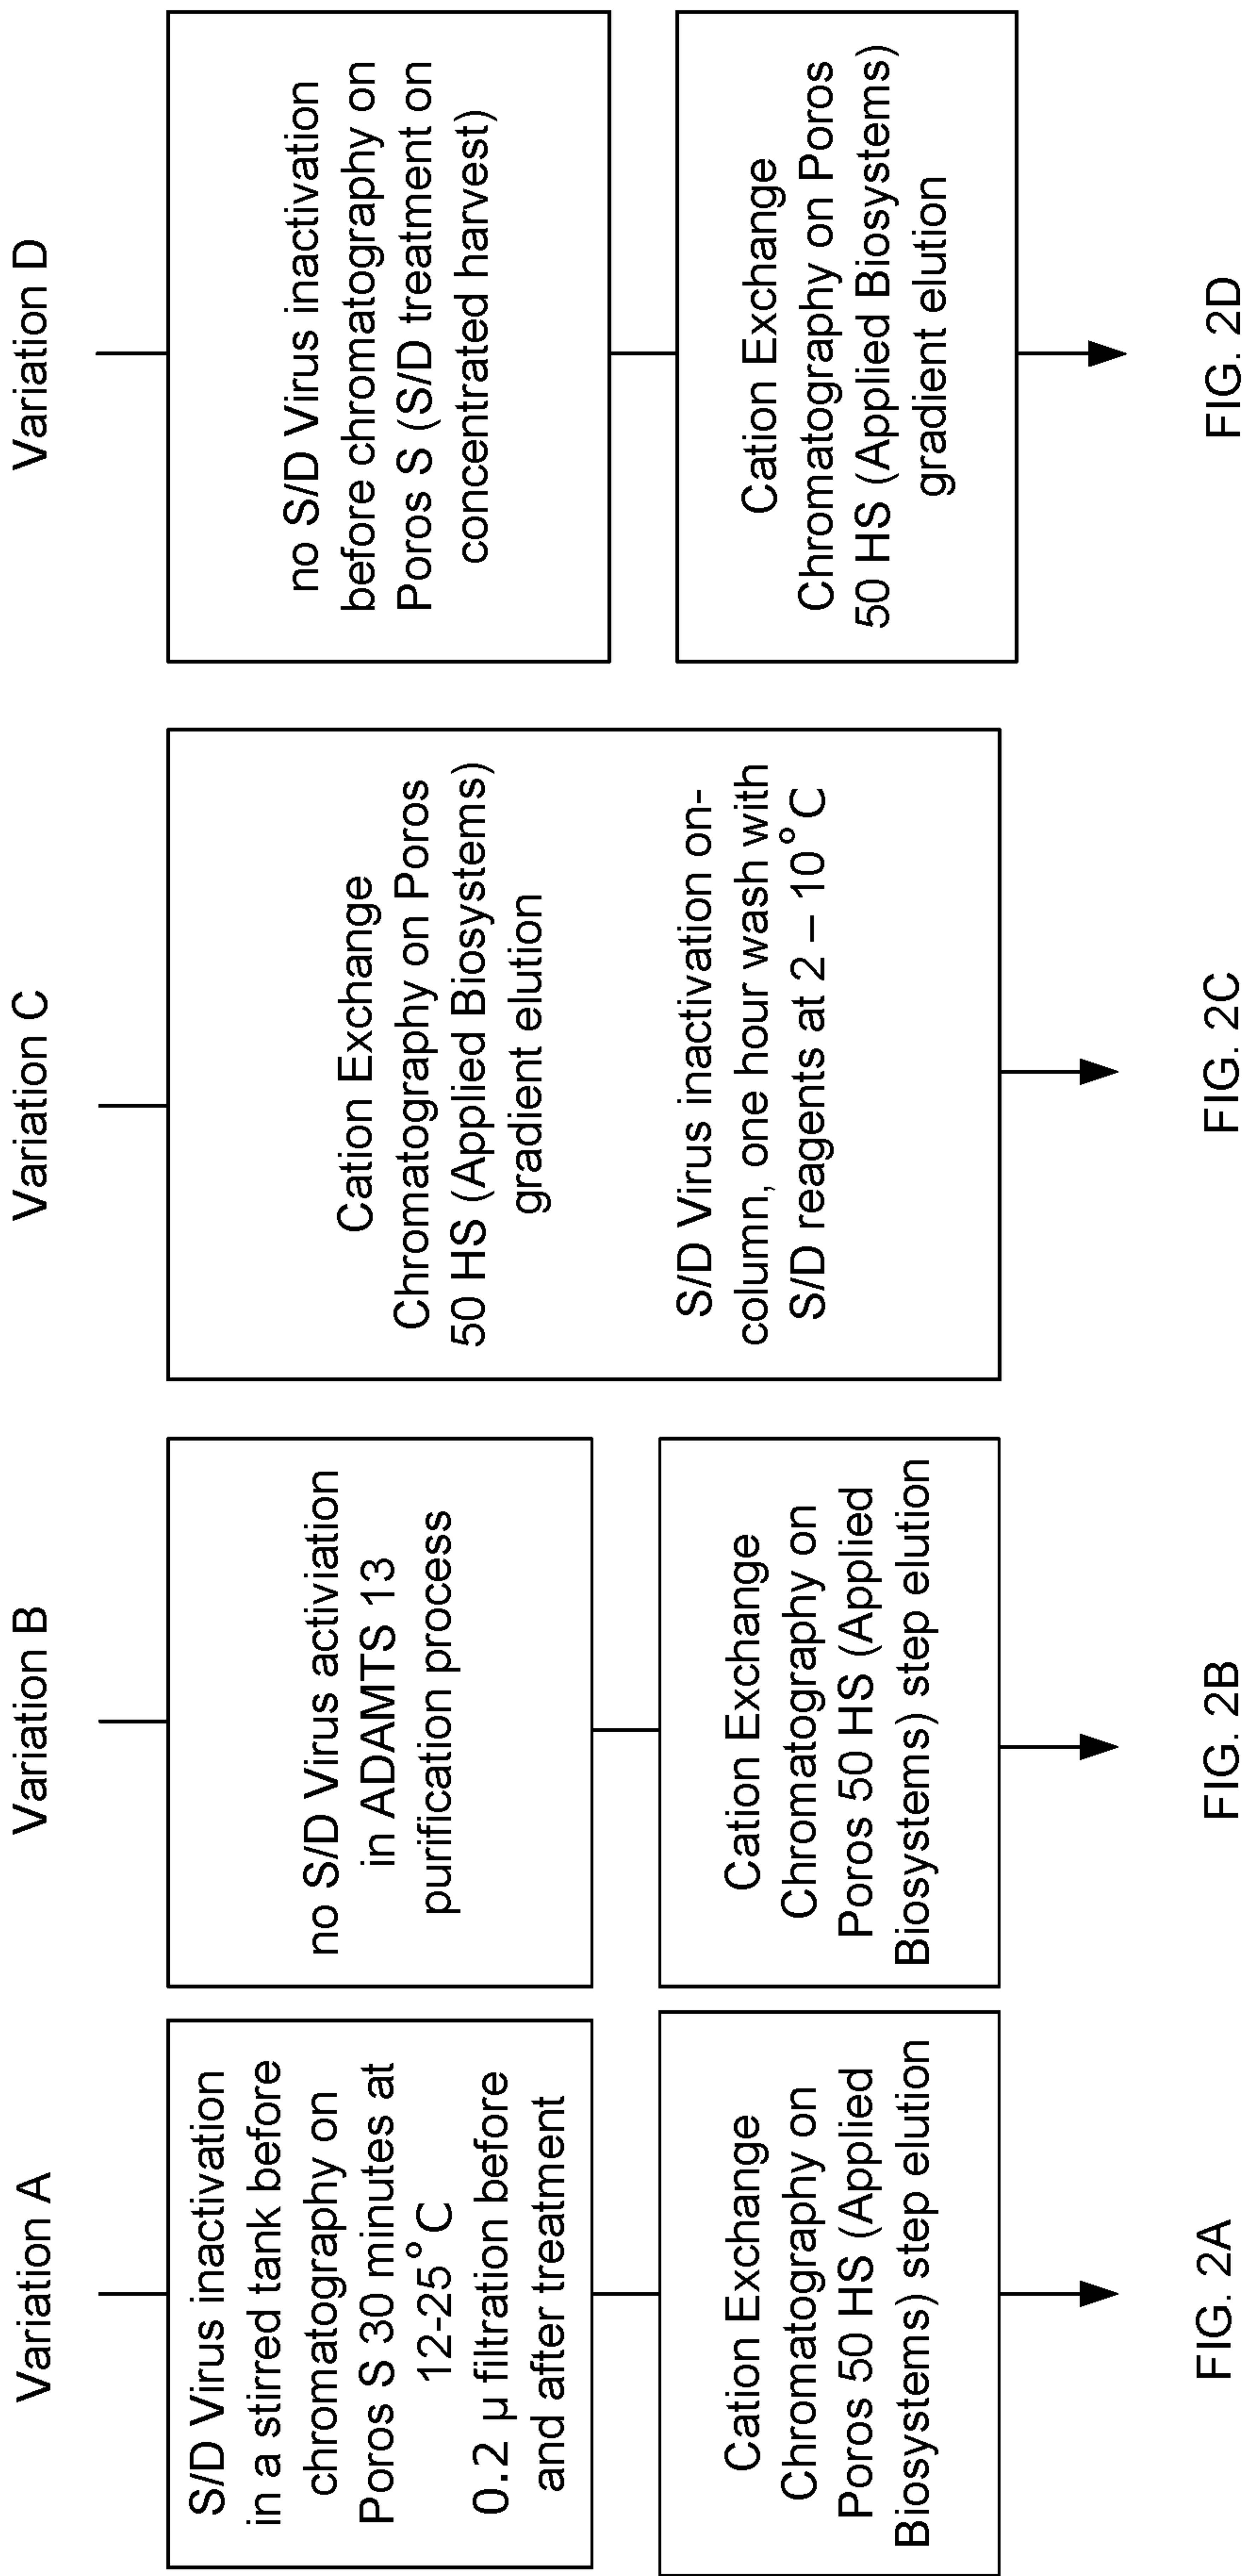 Variation A
S/D Virus inactivation
in a stirred tank before
chromatography on
Poros S 30 minutes at
12-25°C
0.2 µ filtration before
and after treatment
Cation Exchange
Chromatography on
Poros 50 HS (Applied
Biosystems) step elution
FIG. 2A
Variation B
no S/D Virus activiation
in ADAMTS 13
purification process
Cation Exchange
Chromatography on
Poros 50 HS (Applied
Biosystems) step elution
FIG. 2B
Variation C
Cation Exchange
Chromatography on Poros
50 HS (Applied Biosystems)
gradient elution
S/D Virus inactivation on-
column, one hour wash with
S/D reagents at 2 – 10°C
FIG. 2C
Variation D
no S/D Virus inactivation
before chromatography on
Poros S (S/D treatment on
concentrated harvest)
Cation Exchange
Chromatography on Poros
50 HS (Applied Biosystems)
gradient elution
FIG. 2D